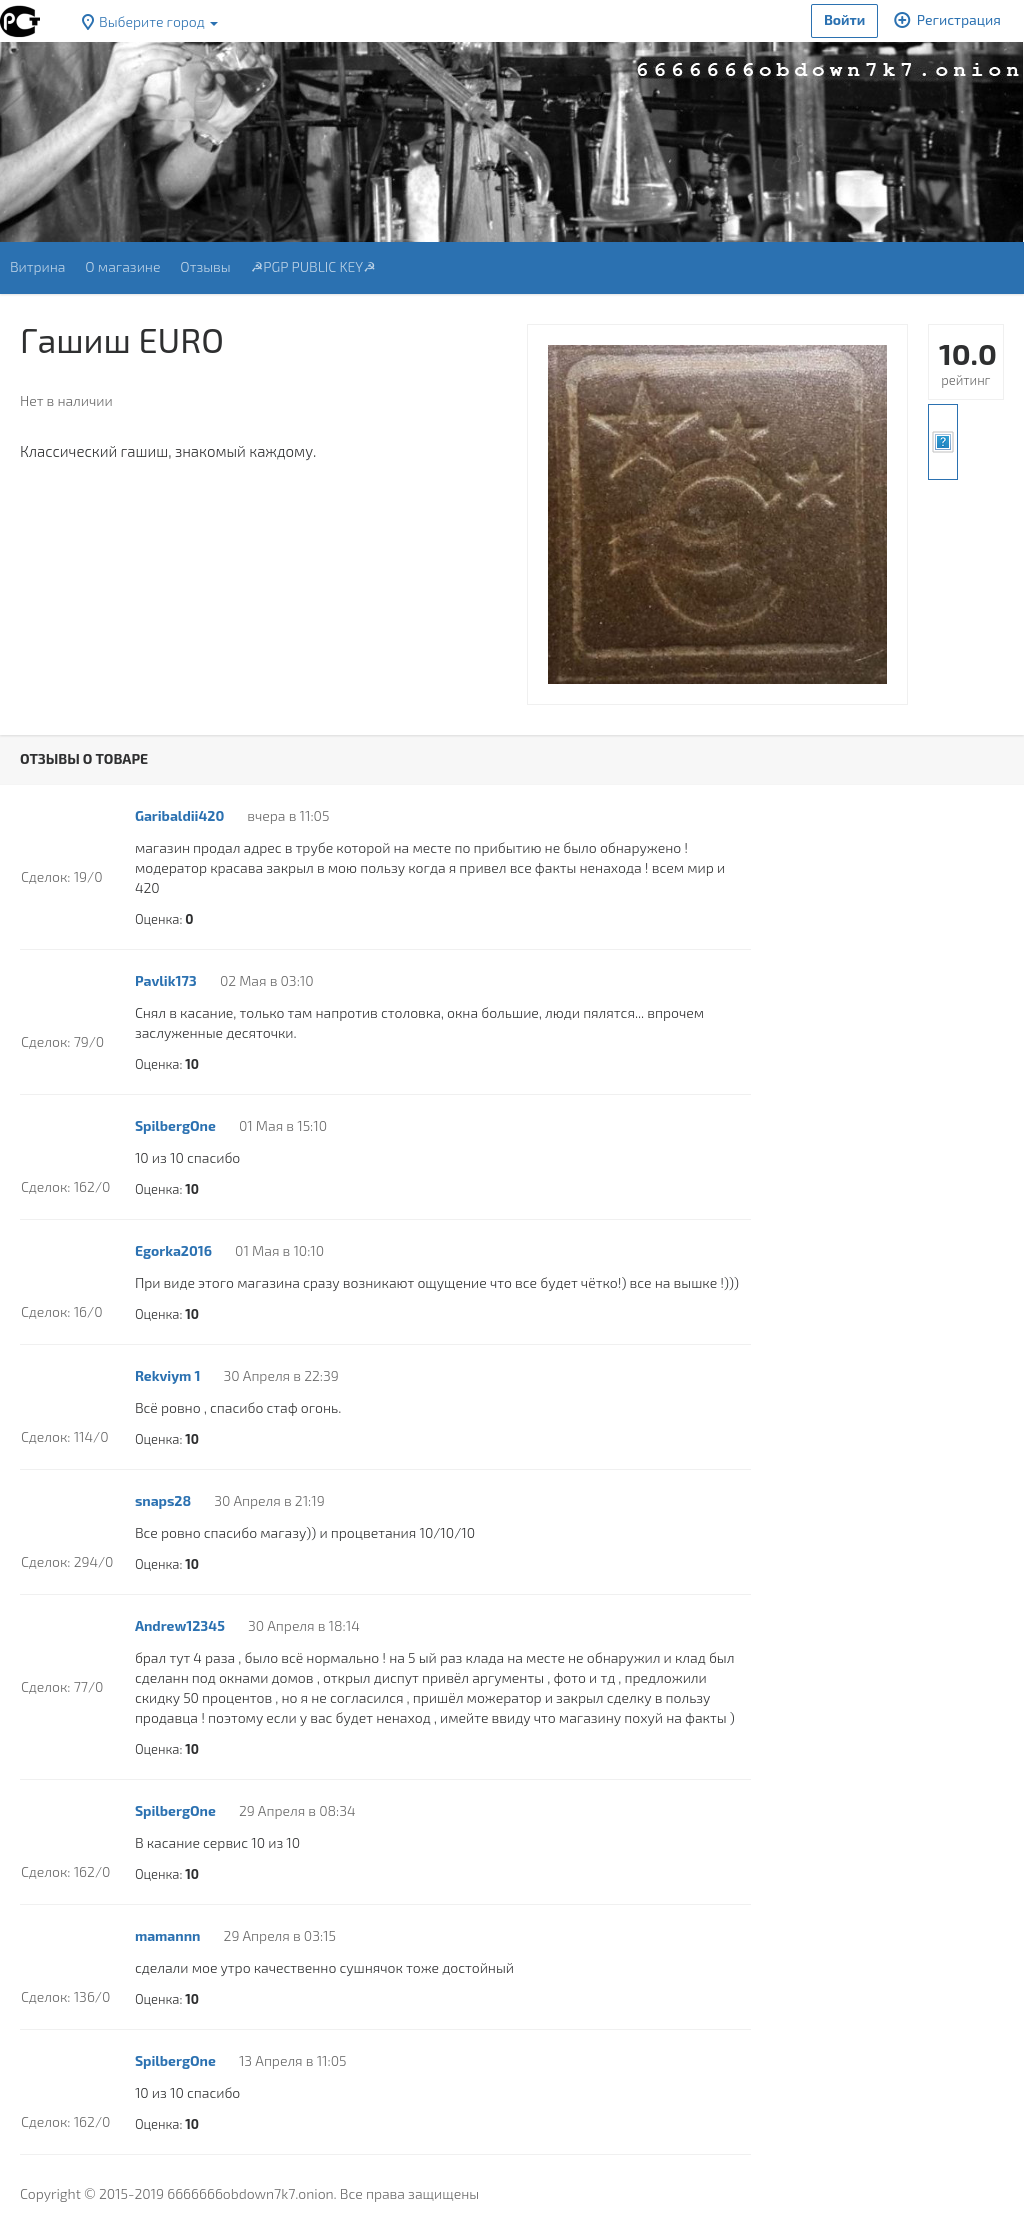 РСТ
Выберите город
Войти
Регистрация
6666666obdown7k7.onion
Витрина О магазине Отзывы ☭PGP PUBLIC KEY☭
Гашиш EURO
Нет в наличии
Классический гашиш, знакомый каждому.
10.0
рейтинг
ОТЗЫВЫ О ТОВАРЕ
Garibaldii420 вчера в 11:05
магазин продал адрес в трубе которой на месте по прибытию не было обнаружено !
модератор красава закрыл в мою пользу когда я привел все факты ненахода ! всем мир и
420
Сделок: 19/0
Оценка: 0
Pavlik173 02 Мая в 03:10
Снял в касание, только там напротив столовка, окна большие, люди пялятся... впрочем
заслуженные десяточки.
Сделок: 79/0
Оценка: 10
SpilbergOne 01 Мая в 15:10
10 из 10 спасибо
Сделок: 162/0
Оценка: 10
Egorka2016 01 Мая в 10:10
При виде этого магазина сразу возникают ощущение что все будет чётко!) все на вышке !)))
Сделок: 16/0
Оценка: 10
Rekviym 1 30 Апреля в 22:39
Всё ровно , спасибо стаф огонь.
Сделок: 114/0
Оценка: 10
snaps28 30 Апреля в 21:19
Все ровно спасибо магазу)) и процветания 10/10/10
Сделок: 294/0
Оценка: 10
Andrew12345 30 Апреля в 18:14
брал тут 4 раза , было всё нормально ! на 5 ый раз клада на месте не обнаружил и клад был
сделанн под окнами домов , открыл диспут привёл аргументы , фото и тд , предложили
скидку 50 процентов , но я не согласился , пришёл можератор и закрыл сделку в пользу
продавца ! поэтому если у вас будет ненаход , имейте ввиду что магазину похуй на факты )
Сделок: 77/0
Оценка: 10
SpilbergOne 29 Апреля в 08:34
В касание сервис 10 из 10
Сделок: 162/0
Оценка: 10
mamannn 29 Апреля в 03:15
сделали мое утро качественно сушнячок тоже достойный
Сделок: 136/0
Оценка: 10
SpilbergOne 13 Апреля в 11:05
10 из 10 спасибо
Сделок: 162/0
Оценка: 10
Copyright © 2015-2019 6666666obdown7k7.onion. Все права защищены